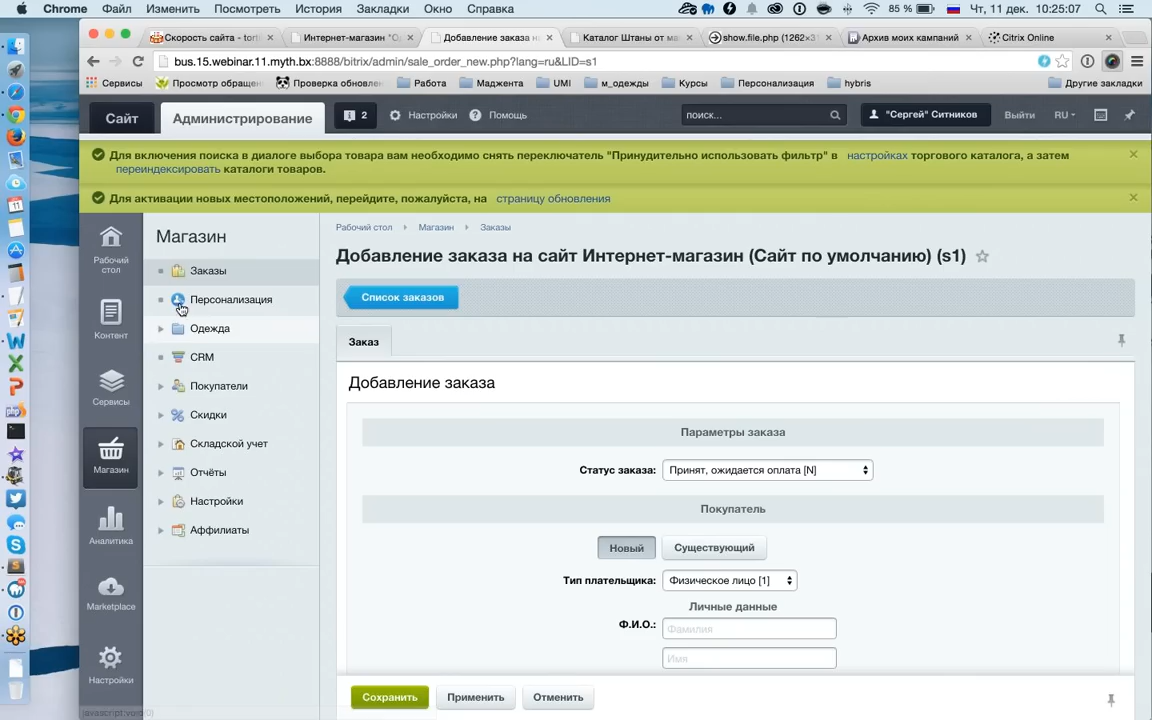 Chrome Файл Изменить Посмотреть История Закладки Окно Справка 85 % Чт, 11 дек. 10:25:07
Скорость сайта - torti Интернет-магазин "О Добавление заказа на Каталог Штаны от ма show.file.php (1262×3 Архив моих кампаний Citrix Online
bus.15.webinar.11.myth.bx:8888/bitrix/admin/sale_order_new.php?lang=ru&LID=s1
Сервисы Просмотр обращен Проверка обновле Работа Маджента UMI м_одежды Курсы Персонализация hybris Другие закладки
Сайт Администрирование 2 Настройки Помощь поиск... "Сергей" Ситников Выйти RU
Для включения поиска в диалоге выбора товара вам необходимо снять переключатель "Принудительно использовать фильтр" в настройках торгового каталога, а затем
переиндексировать каталоги товаров.
Для активации новых местоположений, перейдите, пожалуйста, на страницу обновления
Рабочий стол
Контент
Сервисы
Магазин
Аналитика
Marketplace
Настройки
Магазин
Заказы
Персонализация
Одежда
CRM
Покупатели
Скидки
Складской учет
Отчёты
Настройки
Аффилиаты
Рабочий стол Магазин Заказы
Добавление заказа на сайт Интернет-магазин (Сайт по умолчанию) (s1)
Список заказов
Заказ
Добавление заказа
Параметры заказа
Статус заказа: Принят, ожидается оплата [N]
Покупатель
Новый Существующий
Тип плательщика: Физическое лицо [1]
Личные данные
Ф.И.О.: Фамилия
Имя
Сохранить Применить Отменить
javascript:void(0)